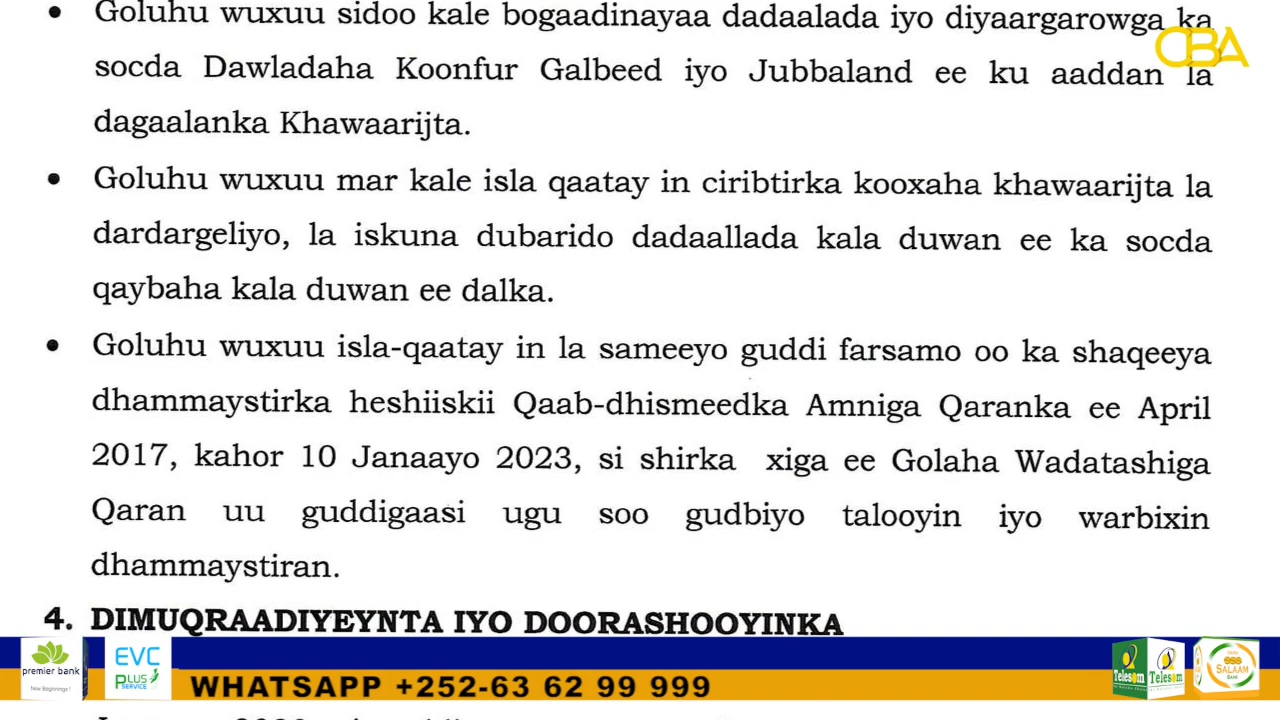 • Goluhu wuxuu sidoo kale bogaadinayaa dadaalada iyo diyaargarowga ka
CBA
socda Dawladaha Koonfur Galbeed iyo Jubbaland ee ku aaddan la
dagaalanka Khawaarijta.
• Goluhu wuxuu mar kale isla qaatay in ciribtirka kooxaha khawaarijta la
dardargeliyo, la iskuna dubarido dadaallada kala duwan ee ka socda
qaybaha kala duwan ee dalka.
• Goluhu wuxuu isla-qaatay in la sameeyo guddi farsamo oo ka shaqeeya
dhammaystirka heshiiskii Qaab-dhismeedka Amniga Qaranka ee April
2017, kahor 10 Janaayo 2023, si shirka xiga ee Golaha Wadatashiga
Qaran uu guddigaasi ugu soo gudbiyo talooyin iyo warbixin
dhammaystiran.
4. DIMUQRAADIYEYNTA IYO DOORASHOOYINKA
premier bank
New Beginnings !
EVC
PLUS
SERVICE
WHATSAPP +252-63 62 99 999
Telesom
Telesom
SALAAM
BANK